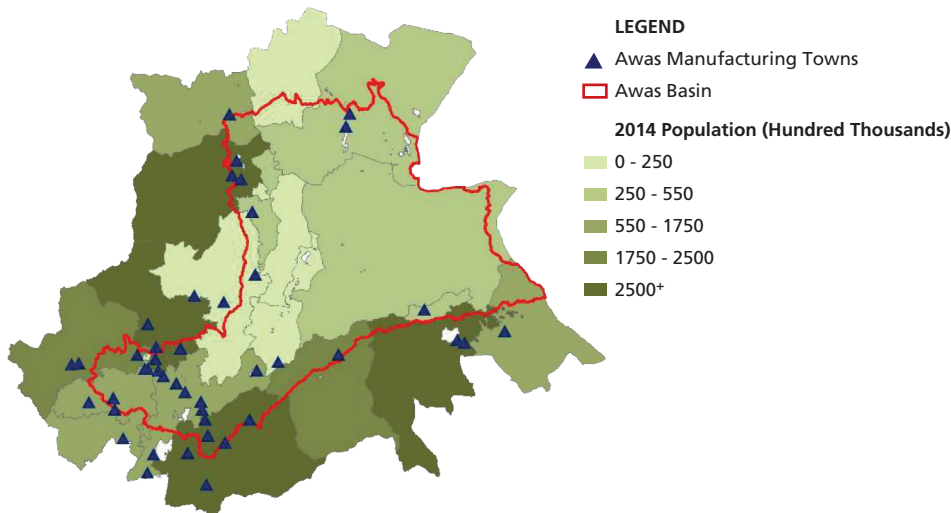 LEGEND
Awas Manufacturing Towns
Awas Basin
2014 Population (Hundred Thousands)
0 - 250
250 - 550
550 - 1750
1750 - 2500
2500+